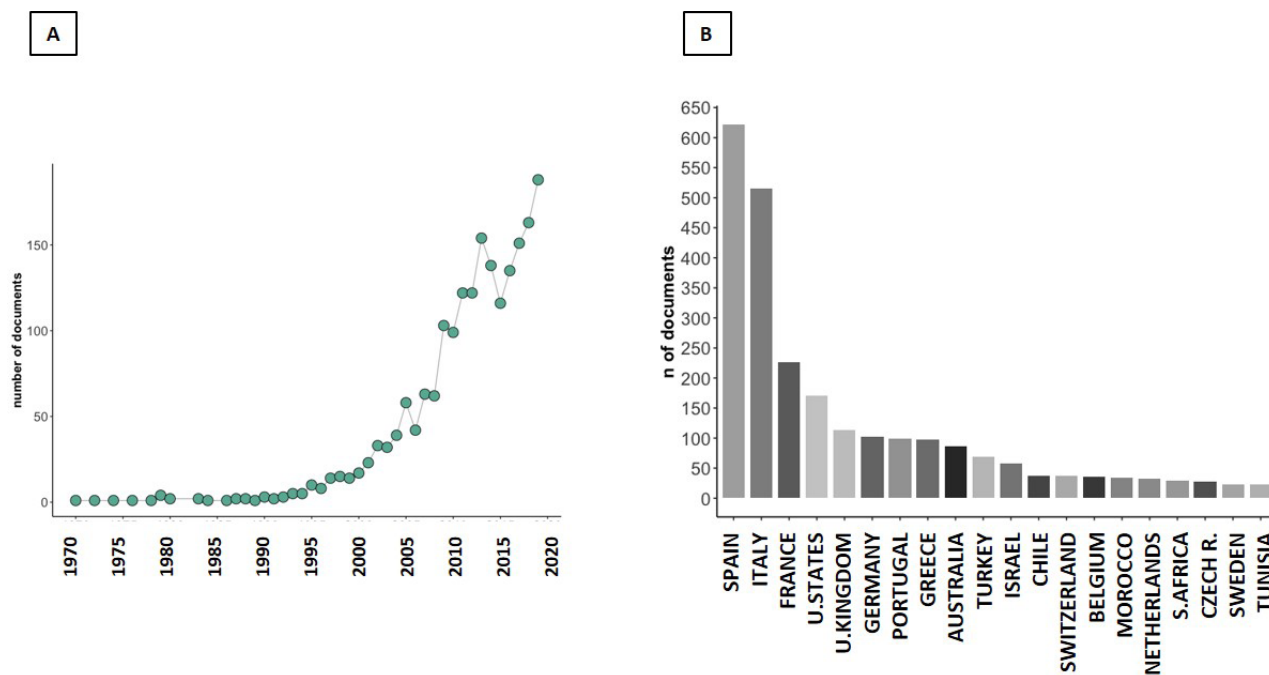 A
number of documents
150
100
50
0
1970
1975
1980
1985
1990
1995
2000
2005
2010
2015
2020
B
n of documents
650
600
550
500
450
400
350
300
250
200
150
100
50
0
SPAIN
ITALY
FRANCE
U.STATES
U.KINGDOM
GERMANY
PORTUGAL
GREECE
AUSTRALIA
TURKEY
ISRAEL
CHILE
SWITZERLAND
BELGIUM
MOROCCO
NETHERLANDS
S.AFRICA
CZECH R.
SWEDEN
TUNISIA